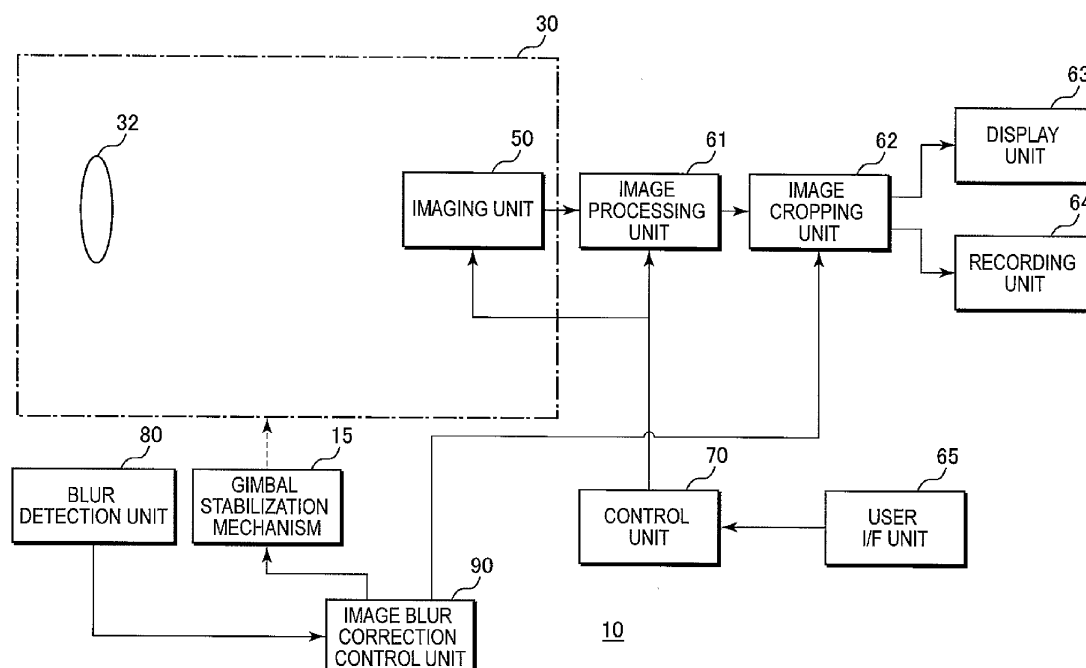 30
32
50
IMAGING UNIT
61
IMAGE
PROCESSING
UNIT
62
IMAGE
CROPPING
UNIT
63
DISPLAY
UNIT
64
RECORDING
UNIT
80
BLUR
DETECTION UNIT
15
GIMBAL
STABILIZATION
MECHANISM
70
CONTROL
UNIT
65
USER
I/F UNIT
90
IMAGE BLUR
CORRECTION
CONTROL UNIT
10